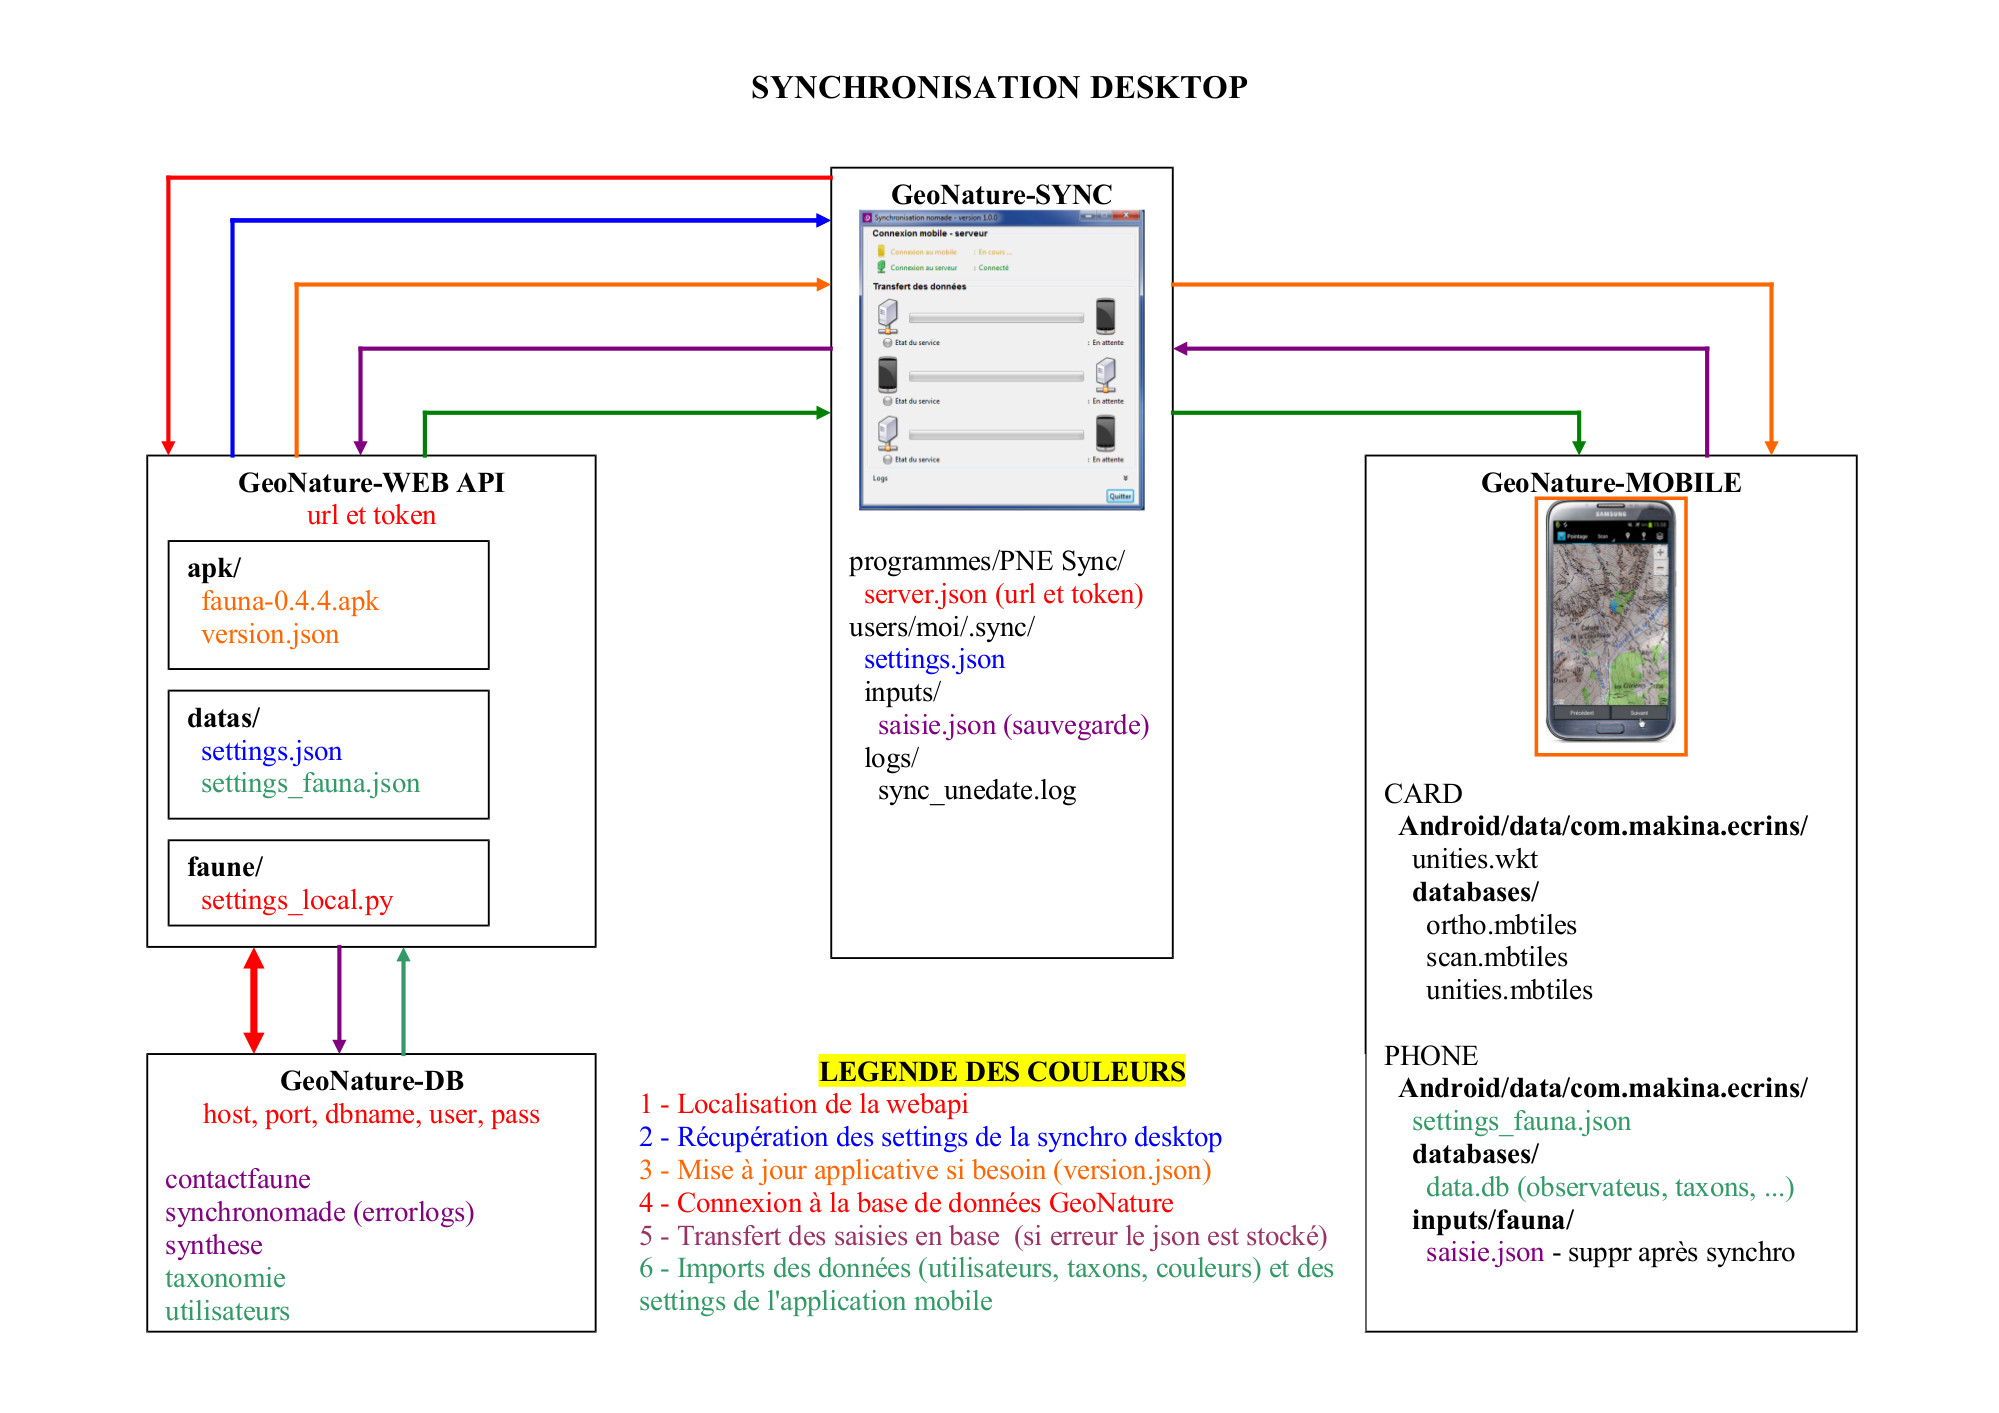 SYNCHRONISATION DESKTOP
GeoNature-SYNC
Synchronisation nomade - version 1.0.0
Connexion mobile - serveur
Connexion au mobile : En cours ...
Connexion au serveur : Connecté
Transfert des données
Etat du service : En attente
Etat du service : En attente
Etat du service : En attente
Logs
Quitter
programmes/PNE Sync/
server.json (url et token)
users/moi/.sync/
settings.json
inputs/
saisie.json (sauvegarde)
logs/
sync_unedate.log
GeoNature-WEB API
url et token
apk/
fauna-0.4.4.apk
version.json
datas/
settings.json
settings_fauna.json
faune/
settings_local.py
GeoNature-DB
host, port, dbname, user, pass
contactfaune
synchronomade (errorlogs)
synthese
taxonomie
utilisateurs
LEGENDE DES COULEURS
1 - Localisation de la webapi
2 - Récupération des settings de la synchro desktop
3 - Mise à jour applicative si besoin (version.json)
4 - Connexion à la base de données GeoNature
5 - Transfert des saisies en base (si erreur le json est stocké)
6 - Imports des données (utilisateurs, taxons, couleurs) et des
settings de l'application mobile
GeoNature-MOBILE
SAMSUNG
Pointage Scan
Précédent Suivant
CARD
Android/data/com.makina.ecrins/
unities.wkt
databases/
ortho.mbtiles
scan.mbtiles
unities.mbtiles
PHONE
Android/data/com.makina.ecrins/
settings_fauna.json
databases/
data.db (observateus, taxons, ...)
inputs/fauna/
saisie.json - suppr après synchro